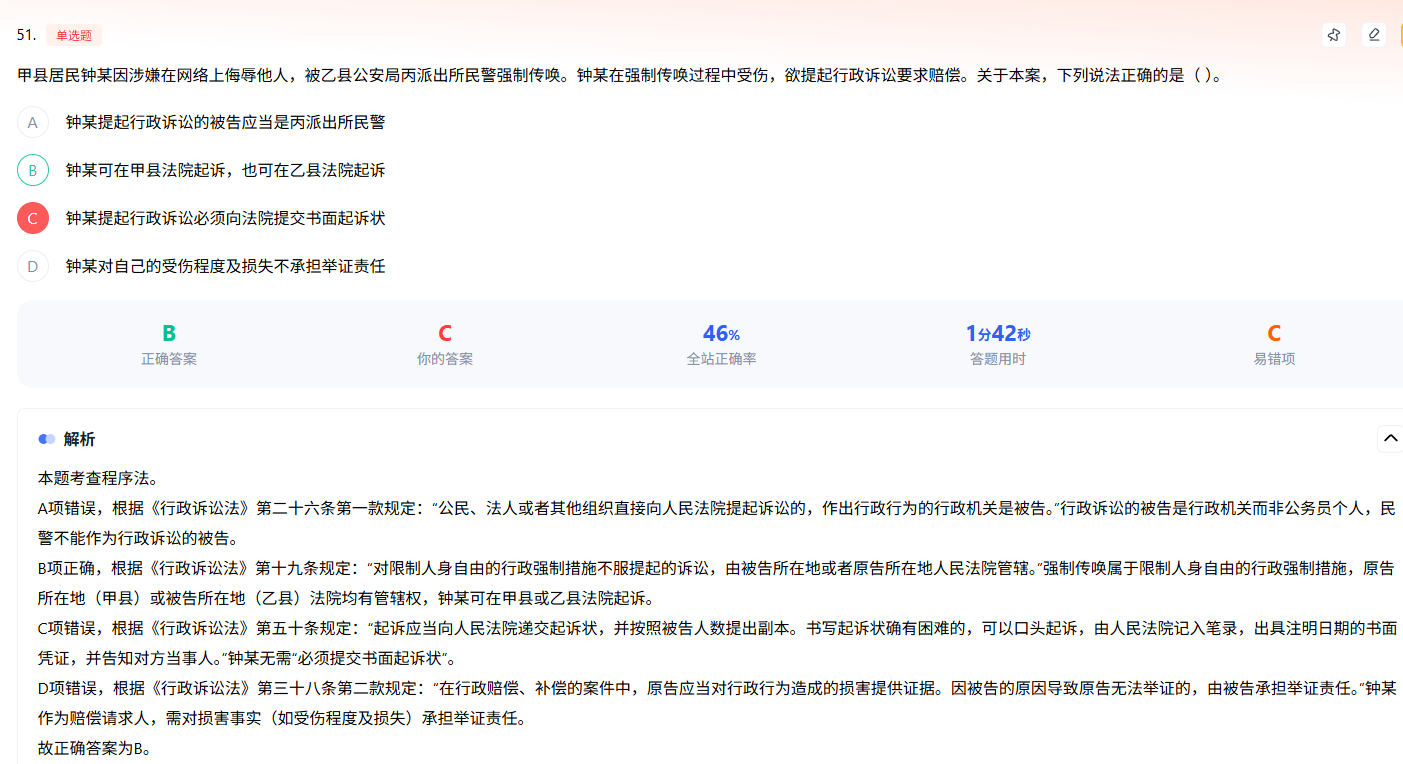 51. 单选题
甲县居民钟某因涉嫌在网络上侮辱他人，被乙县公安局丙派出所民警强制传唤。钟某在强制传唤过程中受伤，欲提起行政诉讼要求赔偿。关于本案，下列说法正确的是（ ）。
A 钟某提起行政诉讼的被告应当是丙派出所民警
B 钟某可在甲县法院起诉，也可在乙县法院起诉
C 钟某提起行政诉讼必须向法院提交书面起诉状
D 钟某对自己的受伤程度及损失不承担举证责任
B C 46% 1分42秒 C
正确答案 你的答案 全站正确率 答题用时 易错项
解析
本题考查程序法。
A项错误，根据《行政诉讼法》第二十六条第一款规定：“公民、法人或者其他组织直接向人民法院提起诉讼的，作出行政行为的行政机关是被告。”行政诉讼的被告是行政机关而非公务员个人，民
警不能作为行政诉讼的被告。
B项正确，根据《行政诉讼法》第十九条规定：“对限制人身自由的行政强制措施不服提起的诉讼，由被告所在地或者原告所在地人民法院管辖。”强制传唤属于限制人身自由的行政强制措施，原告
所在地（甲县）或被告所在地（乙县）法院均有管辖权，钟某可在甲县或乙县法院起诉。
C项错误，根据《行政诉讼法》第五十条规定：“起诉应当向人民法院递交起诉状，并按照被告人数提出副本。书写起诉状确有困难的，可以口头起诉，由人民法院记入笔录，出具注明日期的书面
凭证，并告知对方当事人。”钟某无需“必须提交书面起诉状”。
D项错误，根据《行政诉讼法》第三十八条第二款规定：“在行政赔偿、补偿的案件中，原告应当对行政行为造成的损害提供证据。因被告的原因导致原告无法举证的，由被告承担举证责任。”钟某
作为赔偿请求人，需对损害事实（如受伤程度及损失）承担举证责任。
故正确答案为B。